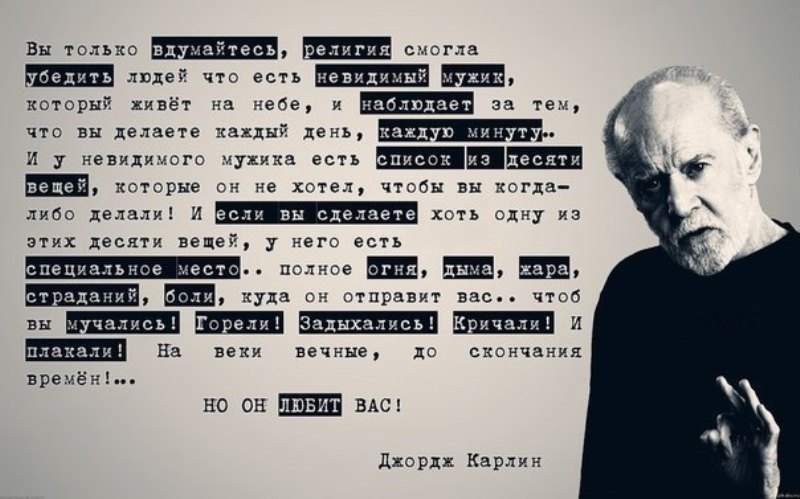 Вы только вдумайтесь, религия смогла
убедить людей что есть невидимый мужик,
который живёт на небе, и наблюдает за тем,
что вы делаете каждый день, каждую минуту..
И у невидимого мужика есть список из десяти
вещей, которые он не хотел, чтобы вы когда-
либо делали! И если вы сделаете хоть одну из
этих десяти вещей, у него есть
специальное место.. полное огня, дыма, жара,
страданий, боли, куда он отправит вас.. чтоб
вы мучались! Горели! Задыхались! Кричали! И
плакали! На веки вечные, до скончания
времён!...
НО ОН ЛЮБИТ ВАС!
Джордж Карлин